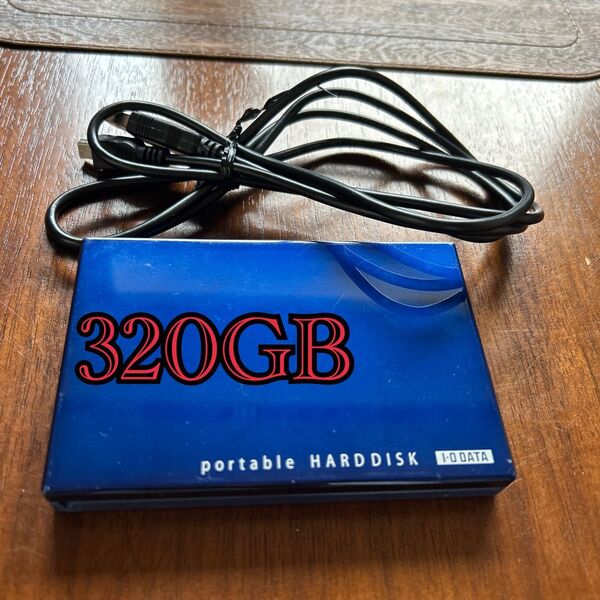 320GB
portable HARDDISK I-O DATA